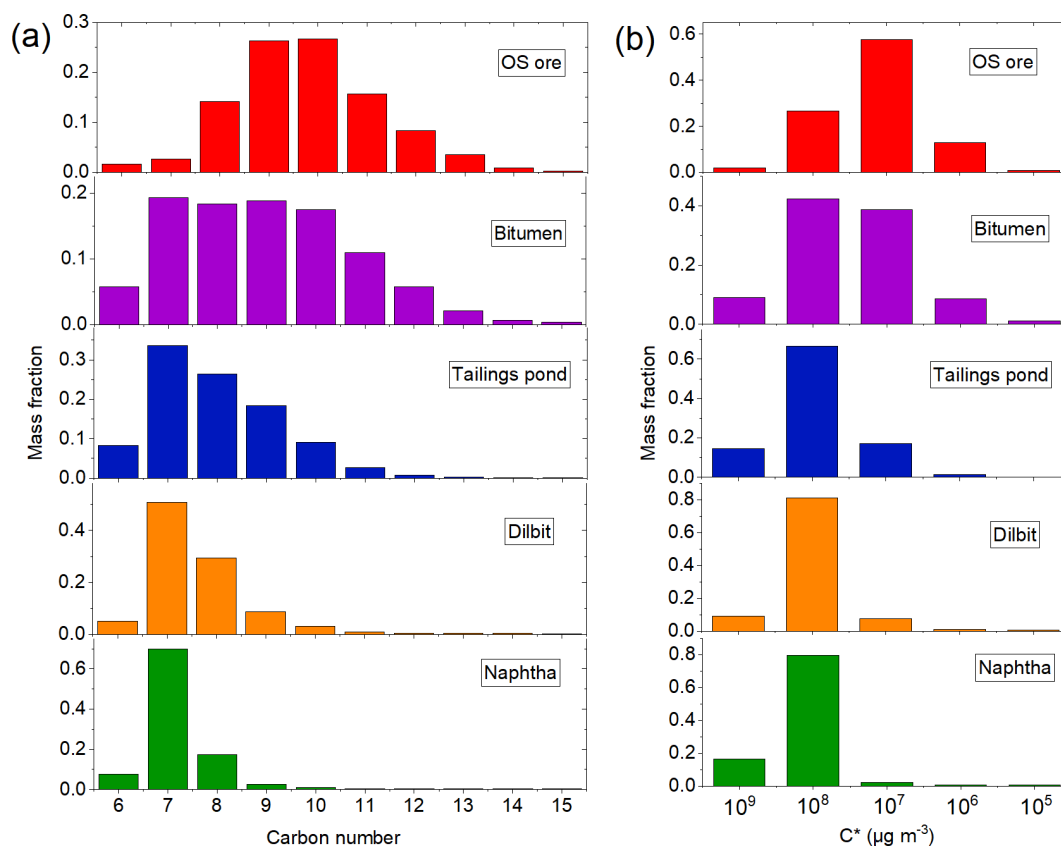 (a)
Mass fraction
0.3
0.2
0.1
0.0
OS ore
0.2
0.1
0.0
Bitumen
0.3
0.2
0.1
0.0
Tailings pond
0.4
0.2
0.0
Dilbit
0.6
0.4
0.2
0.0
Naphtha
6 7 8 9 10 11 12 13 14 15
Carbon number
(b)
Mass fraction
0.6
0.4
0.2
0.0
OS ore
0.4
0.2
0.0
Bitumen
0.6
0.4
0.2
0.0
Tailings pond
0.8
0.6
0.4
0.2
0.0
Dilbit
0.8
0.6
0.4
0.2
0.0
Naphtha
10⁹ 10⁸ 10⁷ 10⁶ 10⁵
C* (µg m⁻³)